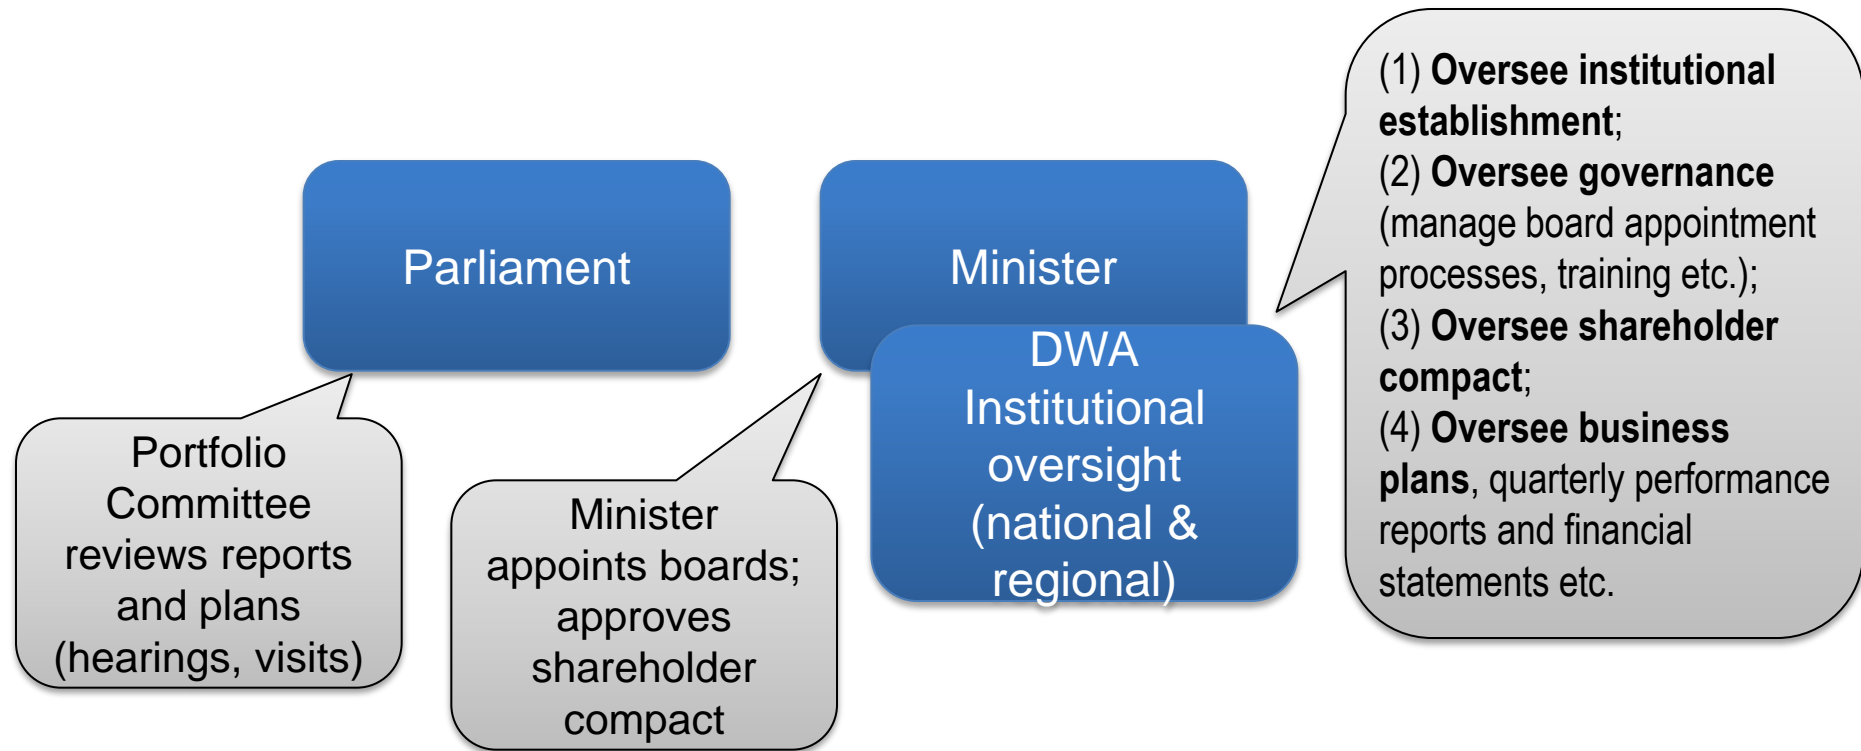 Parliament
Portfolio
Committee
reviews reports
and plans
(hearings, visits)
Minister
Minister
appoints boards;
approves
shareholder
compact
DWA
Institutional
oversight
(national &
regional)
(1) Oversee institutional
establishment;
(2) Oversee governance
(manage board appointment
processes, training etc.);
(3) Oversee shareholder
compact;
(4) Oversee business
plans, quarterly performance
reports and financial
statements etc.